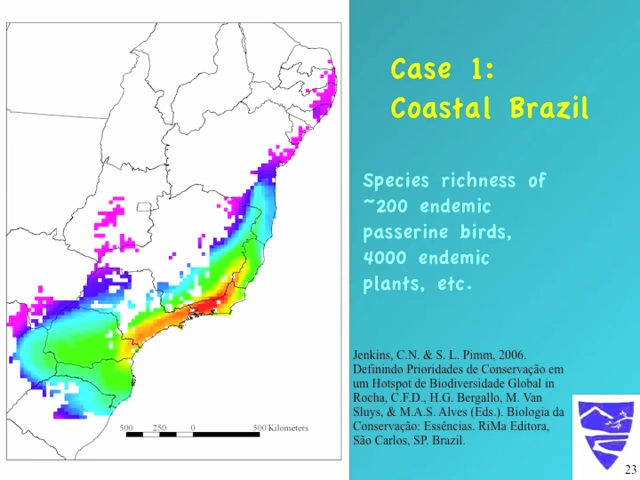 Case 1:
Coastal Brazil
Species richness of
~200 endemic
passerine birds,
4000 endemic
plants, etc.
Jenkins, C.N. & S. L. Pimm, 2006.
Definindo Prioridades de Conservação em
um Hotspot de Biodiversidade Global in
Rocha, C.F.D., H.G. Bergallo, M. Van
Sluys, & M.A.S. Alves (Eds.). Biologia da
Conservação: Essências. RiMa Editora,
São Carlos, SP. Brazil.
500 250 0 500 Kilometers
23